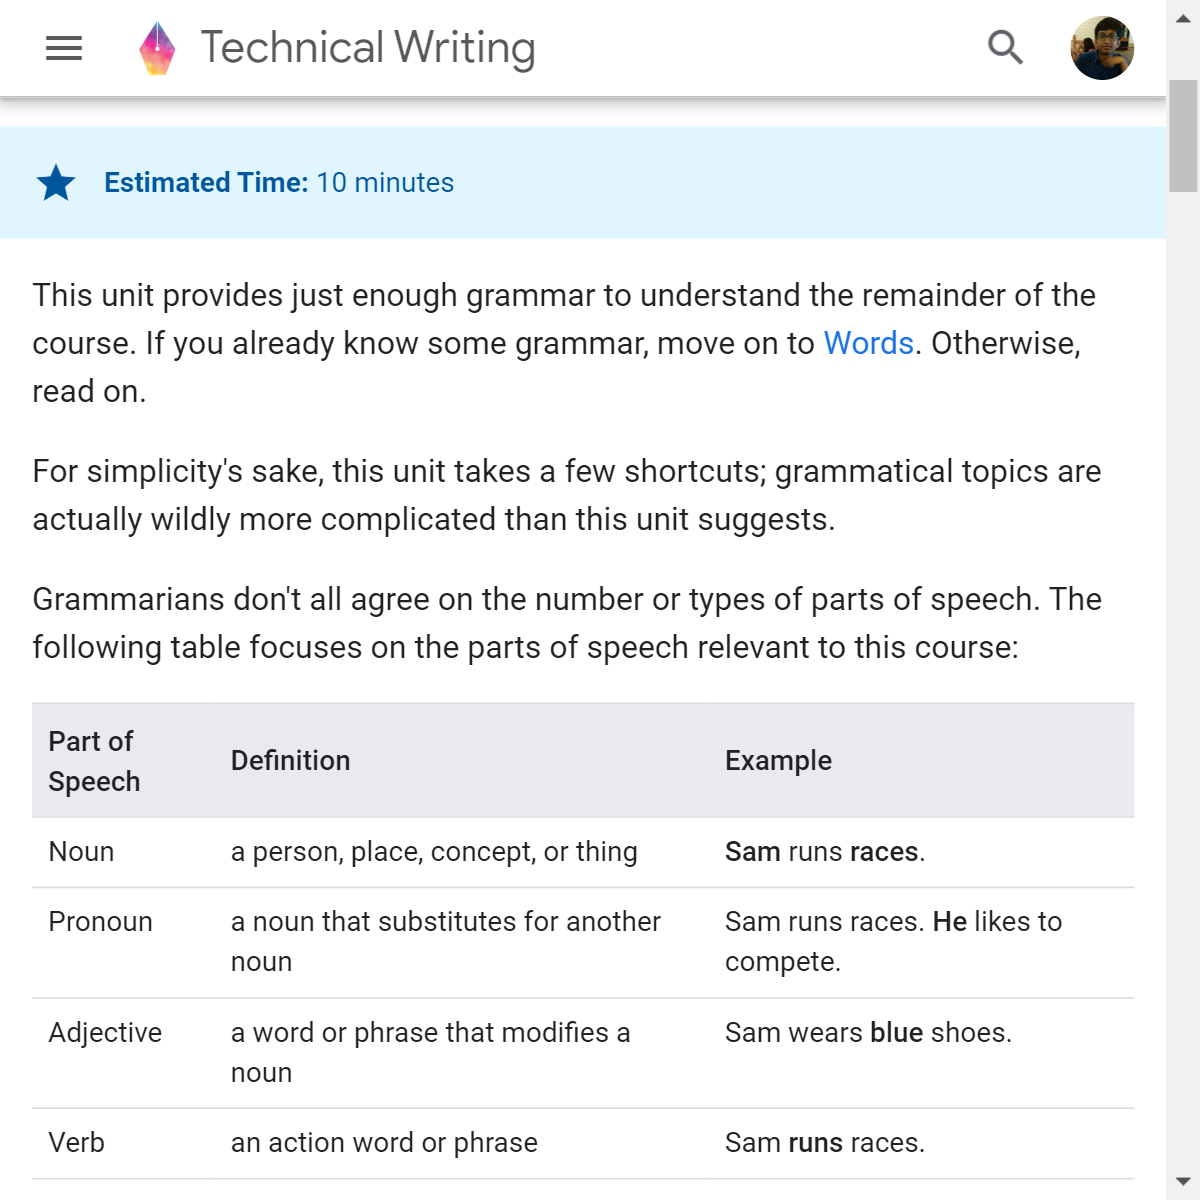 Technical Writing
Estimated Time: 10 minutes
This unit provides just enough grammar to understand the remainder of the
course. If you already know some grammar, move on to Words. Otherwise,
read on.
For simplicity's sake, this unit takes a few shortcuts; grammatical topics are
actually wildly more complicated than this unit suggests.
Grammarians don't all agree on the number or types of parts of speech. The
following table focuses on the parts of speech relevant to this course:
Part of
Speech
Definition
Example
Noun
a person, place, concept, or thing
Sam runs races.
Pronoun
a noun that substitutes for another
noun
Sam runs races. He likes to
compete.
Adjective
a word or phrase that modifies a
noun
Sam wears blue shoes.
Verb
an action word or phrase
Sam runs races.